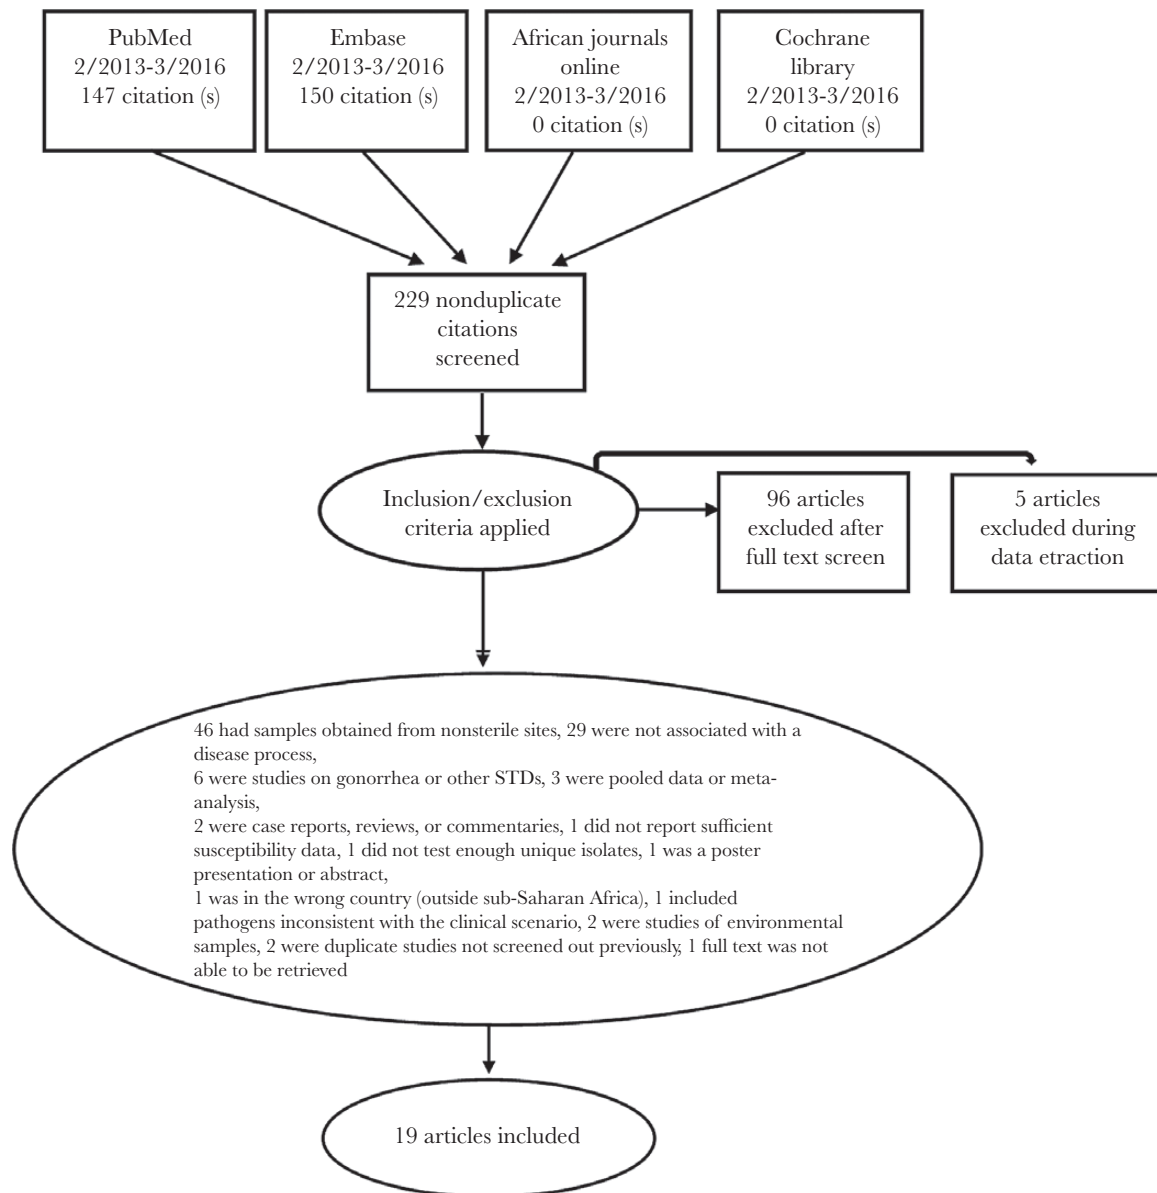 PubMed
2/2013-3/2016
147 citation (s)
Embase
2/2013-3/2016
150 citation (s)
African journals
online
2/2013-3/2016
0 citation (s)
Cochrane
library
2/2013-3/2016
0 citation (s)
229 nonduplicate
citations
screened
Inclusion/exclusion
criteria applied
96 articles
excluded after
full text screen
5 articles
excluded during
data etraction
46 had samples obtained from nonsterile sites, 29 were not associated with a
disease process,
6 were studies on gonorrhea or other STDs, 3 were pooled data or meta-
analysis,
2 were case reports, reviews, or commentaries, 1 did not report sufficient
susceptibility data, 1 did not test enough unique isolates, 1 was a poster
presentation or abstract,
1 was in the wrong country (outside sub-Saharan Africa), 1 included
pathogens inconsistent with the clinical scenario, 2 were studies of environmental
samples, 2 were duplicate studies not screened out previously, 1 full text was not
able to be retrieved
19 articles included